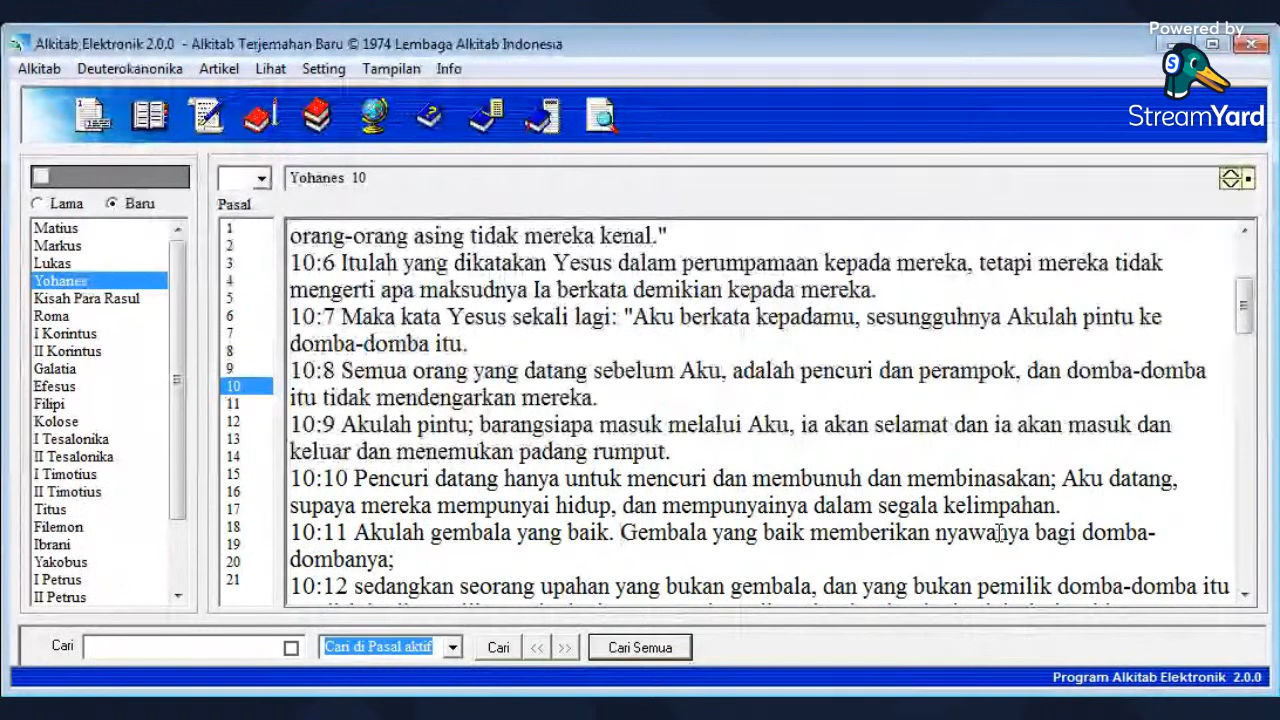 Powered by
StreamYard
Alkitab Elektronik 2.0.0 - Alkitab Terjemahan Baru © 1974 Lembaga Alkitab Indonesia
Alkitab Deuterokanonika Artikel Lihat Setting Tampilan Info
Yohanes 10
Lama Baru
Pasal
Matius
Markus
Lukas
Yohanes
Kisah Para Rasul
Roma
I Korintus
II Korintus
Galatia
Efesus
Filipi
Kolose
I Tesalonika
II Tesalonika
I Timotius
II Timotius
Titus
Filemon
Ibrani
Yakobus
I Petrus
II Petrus
1
2
3
4
5
6
7
8
9
10
11
12
13
14
15
16
17
18
19
20
21
orang-orang asing tidak mereka kenal."
10:6 Itulah yang dikatakan Yesus dalam perumpamaan kepada mereka, tetapi mereka tidak
mengerti apa maksudnya Ia berkata demikian kepada mereka.
10:7 Maka kata Yesus sekali lagi: "Aku berkata kepadamu, sesungguhnya Akulah pintu ke
domba-domba itu.
10:8 Semua orang yang datang sebelum Aku, adalah pencuri dan perampok, dan domba-domba
itu tidak mendengarkan mereka.
10:9 Akulah pintu; barangsiapa masuk melalui Aku, ia akan selamat dan ia akan masuk dan
keluar dan menemukan padang rumput.
10:10 Pencuri datang hanya untuk mencuri dan membunuh dan membinasakan; Aku datang,
supaya mereka mempunyai hidup, dan mempunyainya dalam segala kelimpahan.
10:11 Akulah gembala yang baik. Gembala yang baik memberikan nyawanya bagi domba-
dombanya;
10:12 sedangkan seorang upahan yang bukan gembala, dan yang bukan pemilik domba-domba itu
Cari Cari di Pasal aktif Cari << >> Cari Semua
Program Alkitab Elektronik 2.0.0